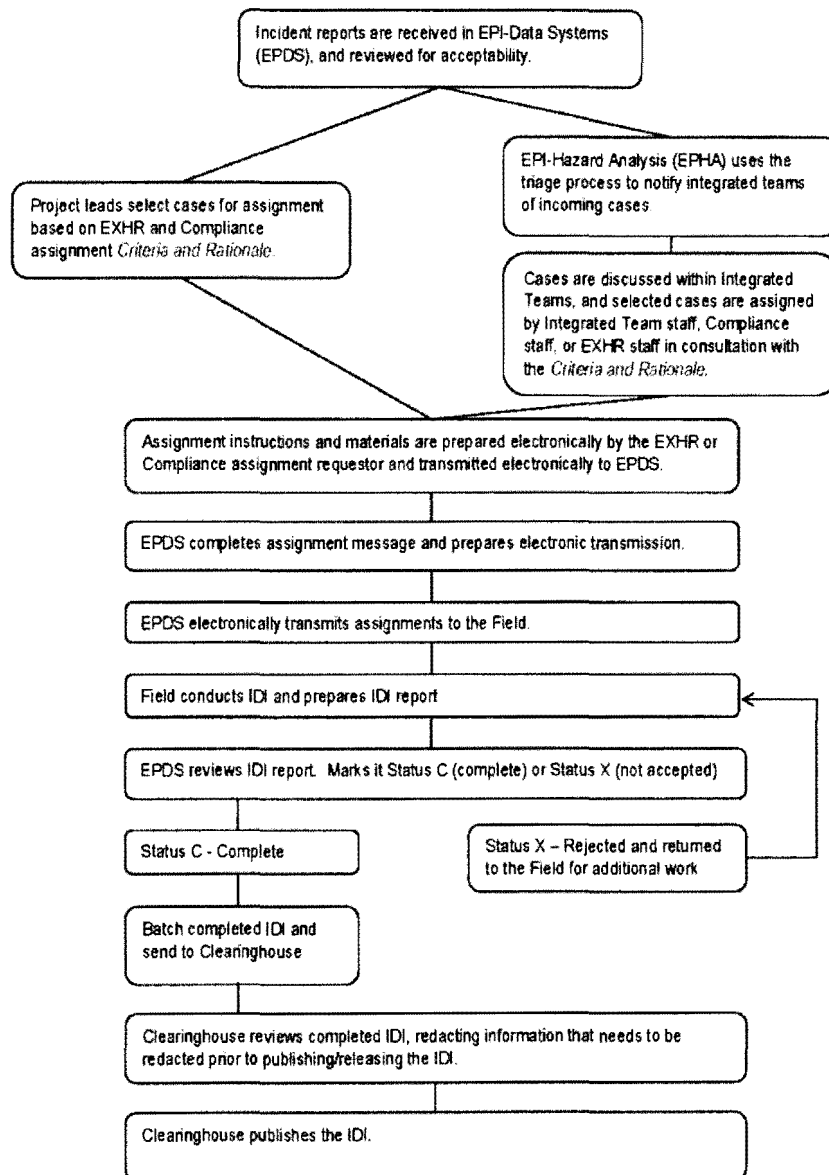 Incident reports are received in EPI-Data Systems
(EPDS), and reviewed for acceptability.
Project leads select cases for assignment
based on EXHR and Compliance
assignment Criteria and Rationale.
EPI-Hazard Analysis (EPHA) uses the
triage process to notify integrated teams
of incoming cases
Cases are discussed within Integrated
Teams, and selected cases are assigned
by Integrated Team staff, Compliance
staff, or EXHR staff in consultation with
the Criteria and Rationale.
Assignment instructions and materials are prepared electronically by the EXHR or
Compliance assignment requestor and transmitted electronically to EPDS.
EPDS completes assignment message and prepares electronic transmission.
EPDS electronically transmits assignments to the Field.
Field conducts IDI and prepares IDI report
EPDS reviews IDI report. Marks it Status C (complete) or Status X (not accepted)
Status C - Complete
Status X – Rejected and returned
to the Field for additional work
Batch completed IDI and
send to Clearinghouse
Clearinghouse reviews completed IDI, redacting information that needs to be
redacted prior to publishing/releasing the IDI.
Clearinghouse publishes the IDI.